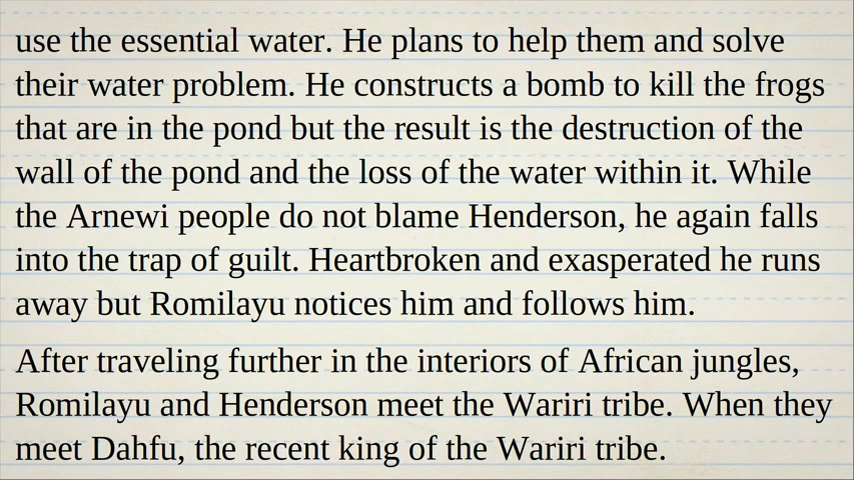 use the essential water. He plans to help them and solve
their water problem. He constructs a bomb to kill the frogs
that are in the pond but the result is the destruction of the
wall of the pond and the loss of the water within it. While
the Arnewi people do not blame Henderson, he again falls
into the trap of guilt. Heartbroken and exasperated he runs
away but Romilayu notices him and follows him.
After traveling further in the interiors of African jungles,
Romilayu and Henderson meet the Wariri tribe. When they
meet Dahfu, the recent king of the Wariri tribe.